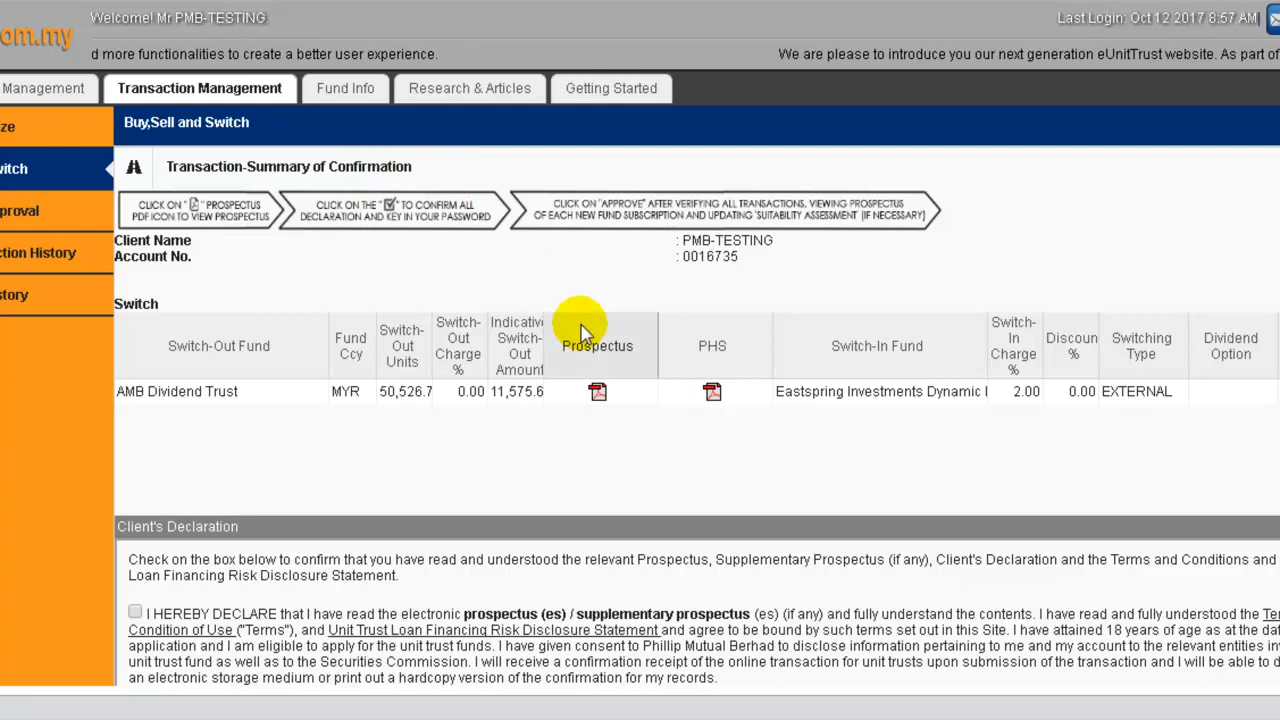 Welcome! Mr PMB-TESTING.
Last Login: Oct 12 2017 8:57 AM|
om.my
d more functionalities to create a better user experience.
We are please to introduce you our next generation eUnitTrust website. As part of
Management
Transaction Management
Fund Info
Research & Articles
Getting Started
ze
Buy,Sell and Switch
witch
Transaction-Summary of Confirmation
CLICK ON " " PROSPECTUS
PDF ICON TO VIEW PROSPECTUS
CLICK ON THE " " TO CONFIRM ALL
DECLARATION AND KEY IN YOUR PASSWORD
CLICK ON "APPROVE" AFTER VERIFYING ALL TRANSACTIONS, VIEWING PROSPECTUS
OF EACH NEW FUND SUBSCRIPTION AND UPDATING 'SUITABILITY ASSESSMENT' (IF NECESSARY)
proval
Client Name : PMB-TESTING
Account No. : 0016735
ction History
story
Switch
Switch-Out Fund
Fund
Ccy
Switch-
Out
Units
Switch-
Out
Charge
%
Indicativ
Switch-
Out
Amount
Prospectus
PHS
Switch-In Fund
Switch-
In
Charge
%
Discoun
%
Switching
Type
Dividend
Option
AMB Dividend Trust MYR 50,526.7 0.00 11,575.6 Eastspring Investments Dynamic 2.00 0.00 EXTERNAL
Client's Declaration
Check on the box below to confirm that you have read and understood the relevant Prospectus, Supplementary Prospectus (if any), Client's Declaration and the Terms and Conditions and
Loan Financing Risk Disclosure Statement.
I HEREBY DECLARE that I have read the electronic prospectus (es) / supplementary prospectus (es) (if any) and fully understand the contents. I have read and fully understood the Te
Condition of Use ("Terms"), and Unit Trust Loan Financing Risk Disclosure Statement and agree to be bound by such terms set out in this Site. I have attained 18 years of age as at the da
application and I am eligible to apply for the unit trust funds. I have given consent to Phillip Mutual Berhad to disclose information pertaining to me and my account to the relevant entities in
unit trust fund as well as to the Securities Commission. I will receive a confirmation receipt of the online transaction for unit trusts upon submission of the transaction and I will be able to d
an electronic storage medium or print out a hardcopy version of the confirmation for my records.